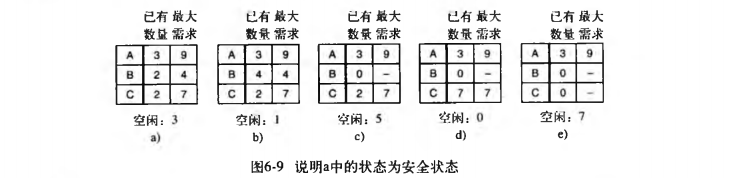 已有 最大 已有 最大 已有 最大 已有 最大 已有 最大
数量 需求 数量 需求 数量 需求 数量 需求 数量 需求
A 3 9 A 3 9 A 3 9 A 3 9 A 3 9
B 2 4 B 4 4 B 0 – B 0 – B 0 –
C 2 7 C 2 7 C 2 7 C 7 7 C 0 –
空闲：3 空闲：1 空闲：5 空闲：0 空闲：7
a) b) c) d) e)
图6-9 说明a中的状态为安全状态